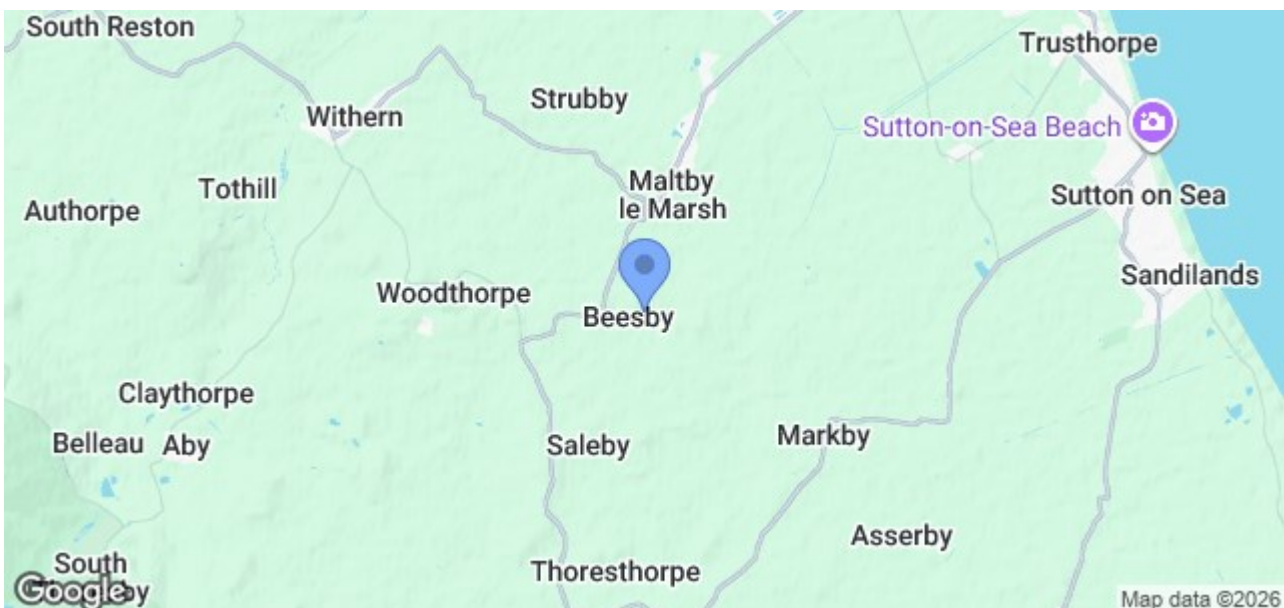 South Reston
Trusthorpe
Strubby
Withern
Sutton-on-Sea Beach
Maltby
le Marsh
Tothill
Authorpe
Sutton on Sea
Sandilands
Woodthorpe
Beesby
Claythorpe
Markby
Belleau
Aby
Saleby
Asserby
South
Thoresthorpe
Google
Map data ©2026